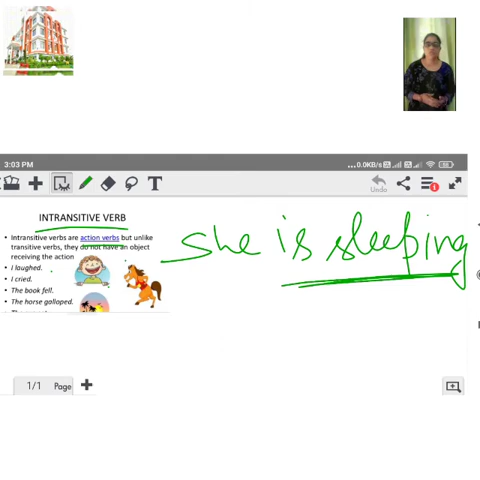 3:03 PM
...0.0KB/s
Undo
INTRANSITIVE VERB
Intransitive verbs are action verbs but unlike
transitive verbs, they do not have an object
receiving the action
I laughed.
I cried.
The book fell.
The horse galloped.
she is sleeping
1/1 Page